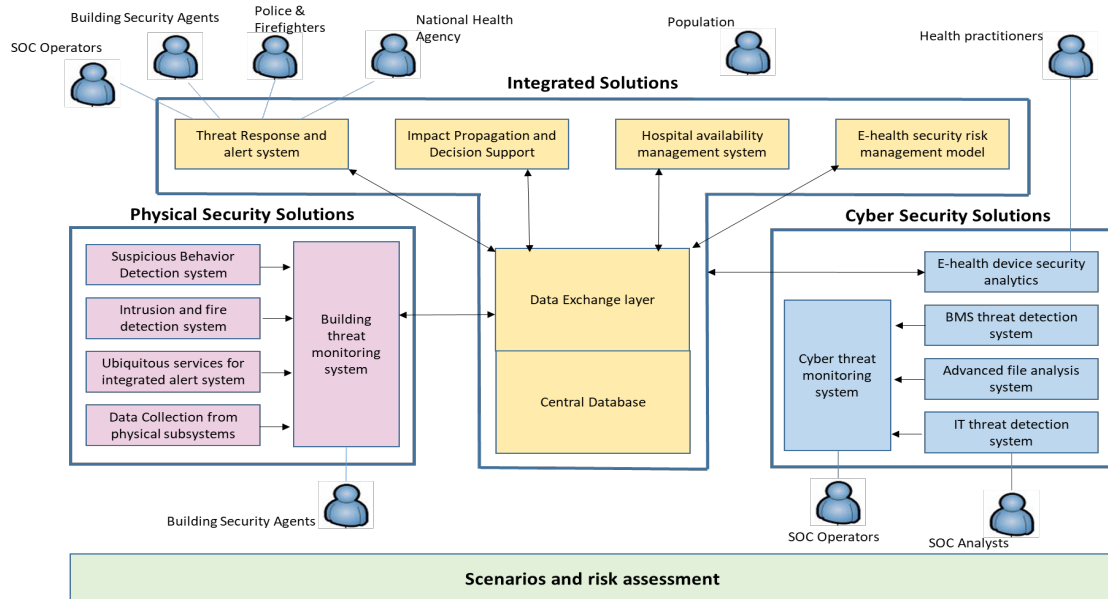 Building Security Agents
Police &
Firefighters
National Health
Agency
Population
Health practitioners
SOC Operators
Integrated Solutions
Threat Response and
alert system
Impact Propagation and
Decision Support
Hospital availability
management system
E-health security risk
management model
Physical Security Solutions
Cyber Security Solutions
Suspicious Behavior
Detection system
Intrusion and fire
detection system
Ubiquitous services for
integrated alert system
Data Collection from
physical subsystems
Building
threat
monitoring
system
Data Exchange layer
Central Database
E-health device security
analytics
BMS threat detection
system
Advanced file analysis
system
IT threat detection
system
Cyber threat
monitoring
system
Building Security Agents
SOC Operators
SOC Analysts
Scenarios and risk assessment